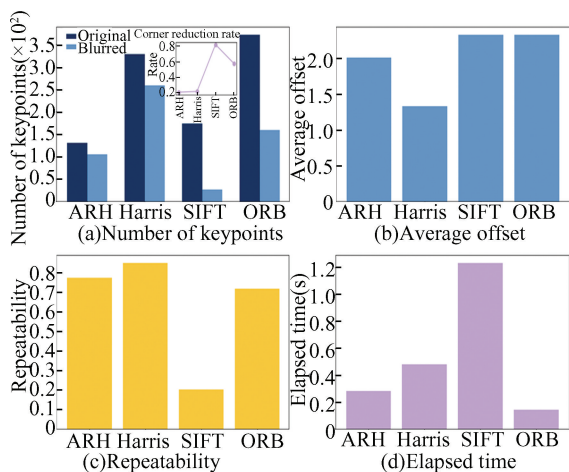 Number of keypoints(×10²)
3.5
3.0
2.5
2.0
1.5
1.0
0.5
0
Original
Blurred
Corner reduction rate
Rate
0.8
0.6
0.4
0.2
ARH Harris SIFT ORB
ARH Harris SIFT ORB
(a)Number of keypoints
Average offset
2.0
1.5
1.0
0.5
0
ARH Harris SIFT ORB
(b)Average offset
Repeatability
0.8
0.7
0.6
0.5
0.4
0.3
0.2
0.1
0
ARH Harris SIFT ORB
(c)Repeatability
Elapsed time(s)
1.2
1.0
0.8
0.6
0.4
0.2
0
ARH Harris SIFT ORB
(d)Elapsed time